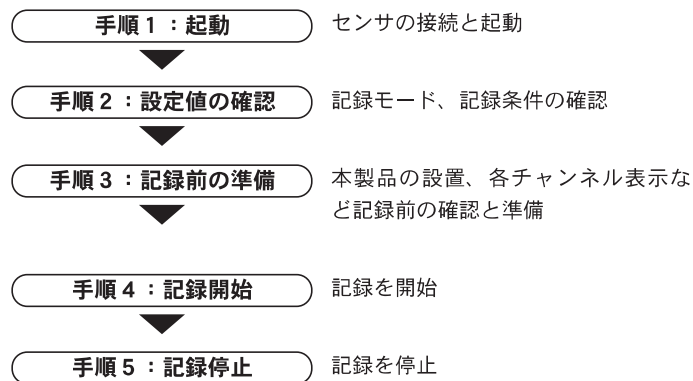 手順1：起動
センサの接続と起動
手順2：設定値の確認
記録モード、記録条件の確認
手順3：記録前の準備
本製品の設置、各チャンネル表示な
ど記録前の確認と準備
手順4：記録開始
記録を開始
手順5：記録停止
記録を停止